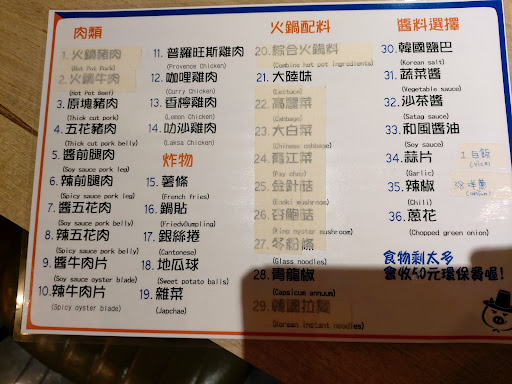 肉類
1. 火鍋豬肉
(Hot Pot Pork)
2. 火鍋牛肉
(Hot Pot Beef)
3. 原塊豬肉
(Thick cut pork)
4. 五花豬肉
(Thick cut pork belly)
5. 醬前腿肉
(Soy sauce pork leg)
6. 辣前腿肉
(Spicy sauce pork leg)
7. 醬五花肉
(Soy sauce pork belly)
8. 辣五花肉
(Spicy sauce pork belly)
9. 醬牛肉片
(Soy sauce oyster blade)
10. 辣牛肉片
(Spicy oyster blade)
11. 普羅旺斯雞肉
(Provence Chicken)
12. 咖哩雞肉
(Curry Chicken)
13. 香檸雞肉
(Lemon Chicken)
14. 叻沙雞肉
(Laksa Chicken)
炸物
15. 薯條
(French fries)
16. 鍋貼
(Fried dumpling)
17. 銀絲捲
(Cantonese)
18. 地瓜球
(Sweet potato balls)
19. 雜菜
(Japchae)
火鍋配料
20. 綜合火鍋料
(Combine hot pot ingredients)
21. 大陸妹
(Lectuce)
22. 高麗菜
(Cabbage)
23. 大白菜
(Chinese cabbage)
24. 青江菜
(Pay chay)
25. 金針菇
(Enoki mushroom)
26. 杏鮑菇
(King oyster mushroom)
27. 冬粉條
(Glass noodles)
28. 青龍椒
(Capsicum annuum)
29. 韓國拉麵
(Korean instant noodles)
醬料選擇
30. 韓國鹽巴
(Korean salt)
31. 蔬菜醬
(Vegetable sauce)
32. 沙茶醬
(Satag sauce)
33. 和風醬油
(Soy sauce)
34. 蒜片
(Garlic)
35. 辣椒
(Chili)
36. 蔥花
(Chopped green onion)
白飯
(rice)
洋蔥
(onion)
食物剩太多
會收50元環保費喔!